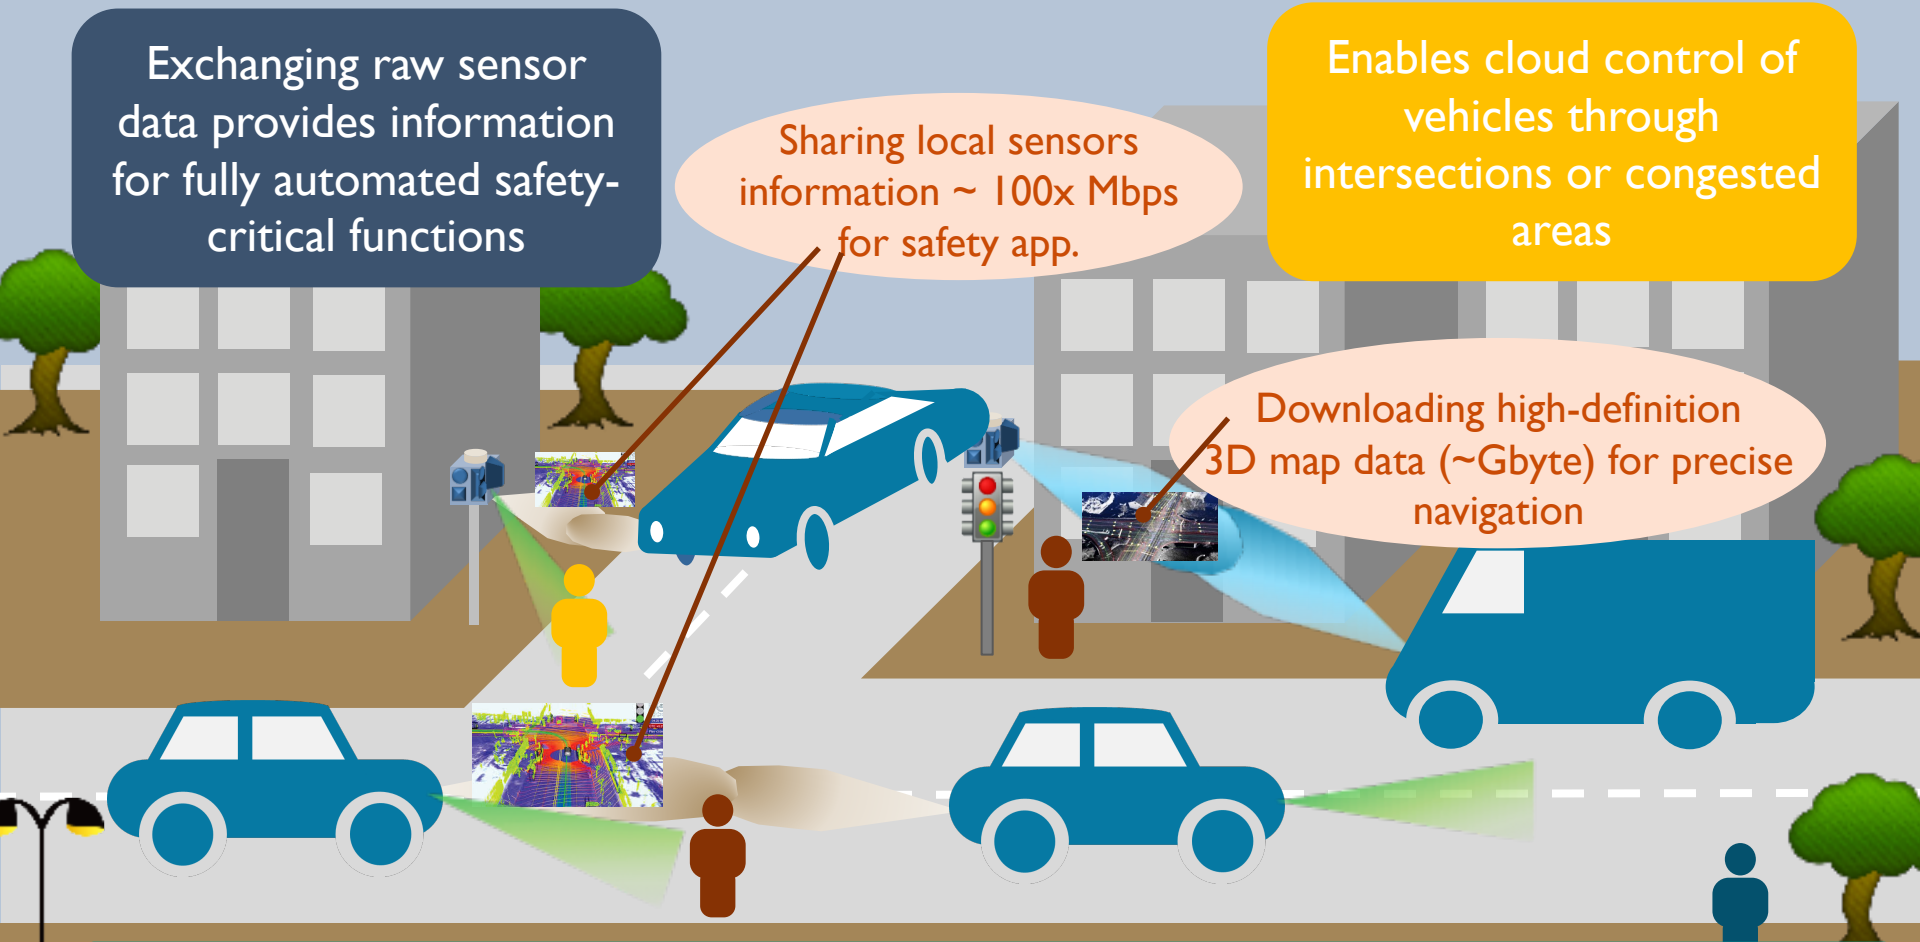 Exchanging raw sensor
data provides information
for fully automated safety-
critical functions
Sharing local sensors
information ~ 100x Mbps
for safety app.
Enables cloud control of
vehicles through
intersections or congested
areas
Downloading high-definition
3D map data (~Gbyte) for precise
navigation